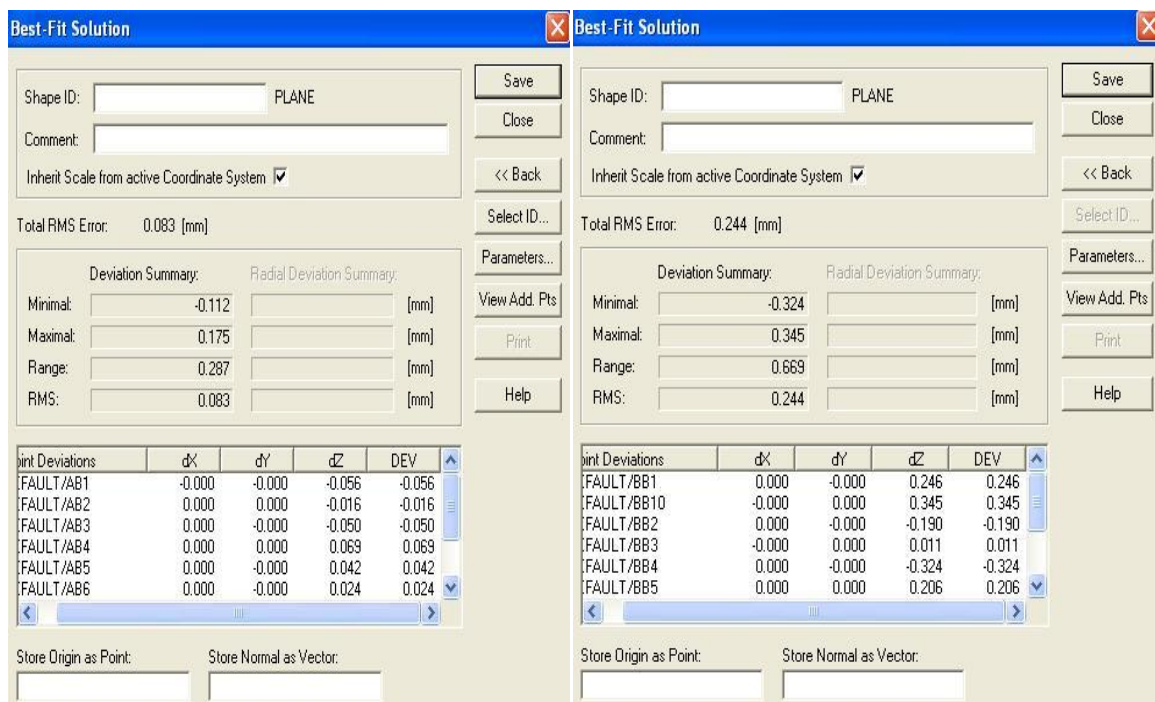 Best-Fit Solution
Shape ID: PLANE
Comment:
Inherit Scale from active Coordinate System
Total RMS Error: 0.083 [mm]
Deviation Summary: Radial Deviation Summary:
Minimal: -0.112 [mm]
Maximal: 0.175 [mm]
Range: 0.287 [mm]
RMS: 0.083 [mm]
Save
Close
<< Back
Select ID...
Parameters...
View Add. Pts
Print
Help
oint Deviations dX dY dZ DEV
FAULT/AB1 -0.000 -0.000 -0.056 -0.056
FAULT/AB2 0.000 0.000 -0.016 -0.016
FAULT/AB3 0.000 -0.000 -0.050 -0.050
FAULT/AB4 0.000 0.000 0.069 0.069
FAULT/AB5 0.000 -0.000 0.042 0.042
FAULT/AB6 0.000 -0.000 0.024 0.024
Store Origin as Point: Store Normal as Vector:
Best-Fit Solution
Shape ID: PLANE
Comment:
Inherit Scale from active Coordinate System
Total RMS Error: 0.244 [mm]
Deviation Summary: Radial Deviation Summary:
Minimal: -0.324 [mm]
Maximal: 0.345 [mm]
Range: 0.669 [mm]
RMS: 0.244 [mm]
Save
Close
<< Back
Select ID...
Parameters...
View Add. Pts
Print
Help
oint Deviations dX dY dZ DEV
FAULT/BB1 0.000 -0.000 0.246 0.246
FAULT/BB10 -0.000 0.000 0.345 0.345
FAULT/BB2 0.000 -0.000 -0.190 -0.190
FAULT/BB3 -0.000 0.000 0.011 0.011
FAULT/BB4 0.000 -0.000 -0.324 -0.324
FAULT/BB5 0.000 0.000 0.206 0.206
Store Origin as Point: Store Normal as Vector: